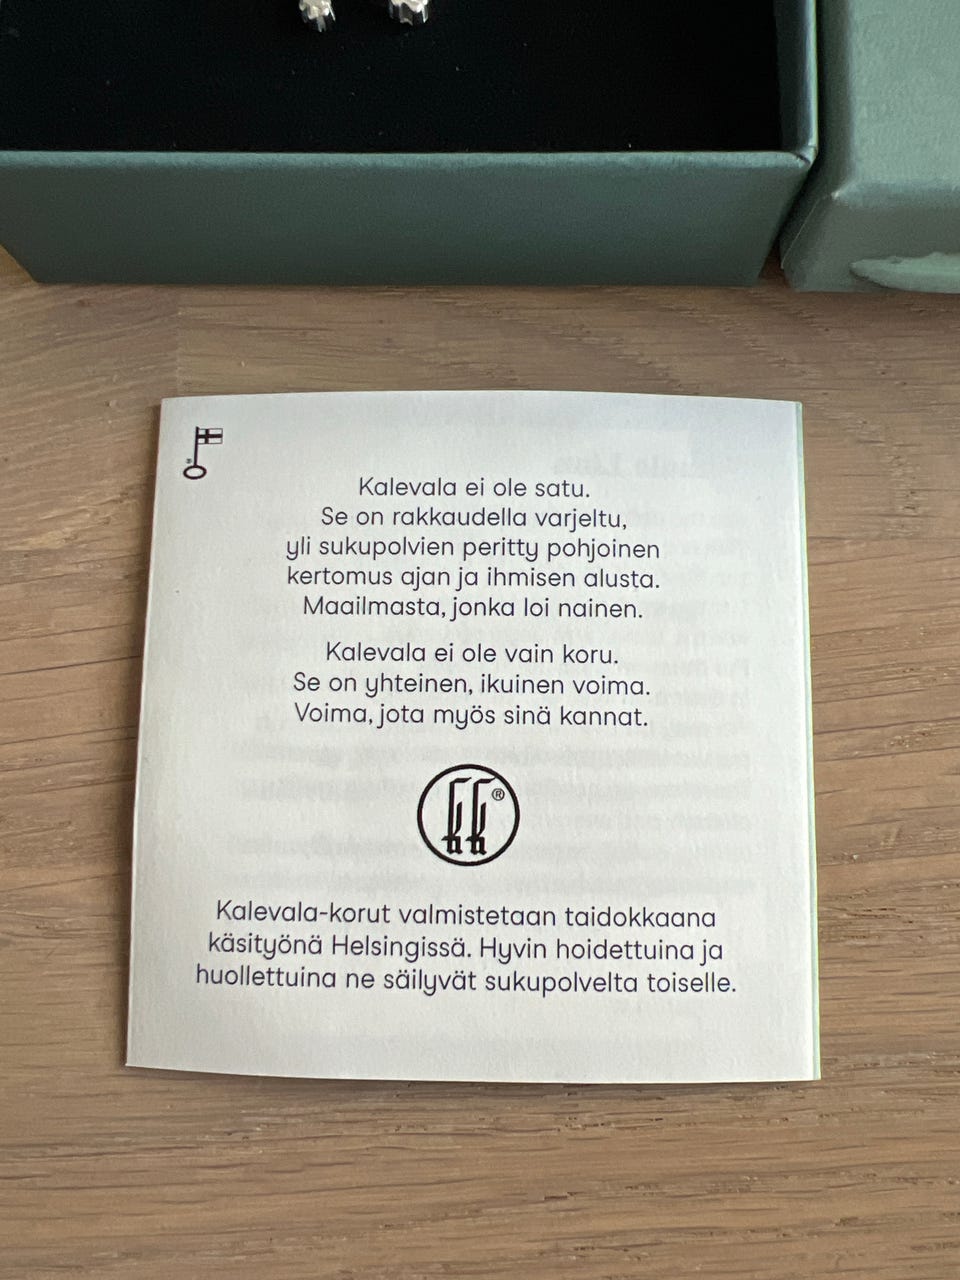 Kalevala ei ole satu.
Se on rakkaudella varjeltu,
yli sukupolvien peritty pohjoinen
kertomus ajan ja ihmisen alusta.
Maailmasta, jonka loi nainen.
Kalevala ei ole vain koru.
Se on yhteinen, ikuinen voima.
Voima, jota myös sinä kannat.
®
Kalevala-korut valmistetaan taidokkaana
käsityönä Helsingissä. Hyvin hoidettuina ja
huollettuina ne säilyvät sukupolvelta toiselle.